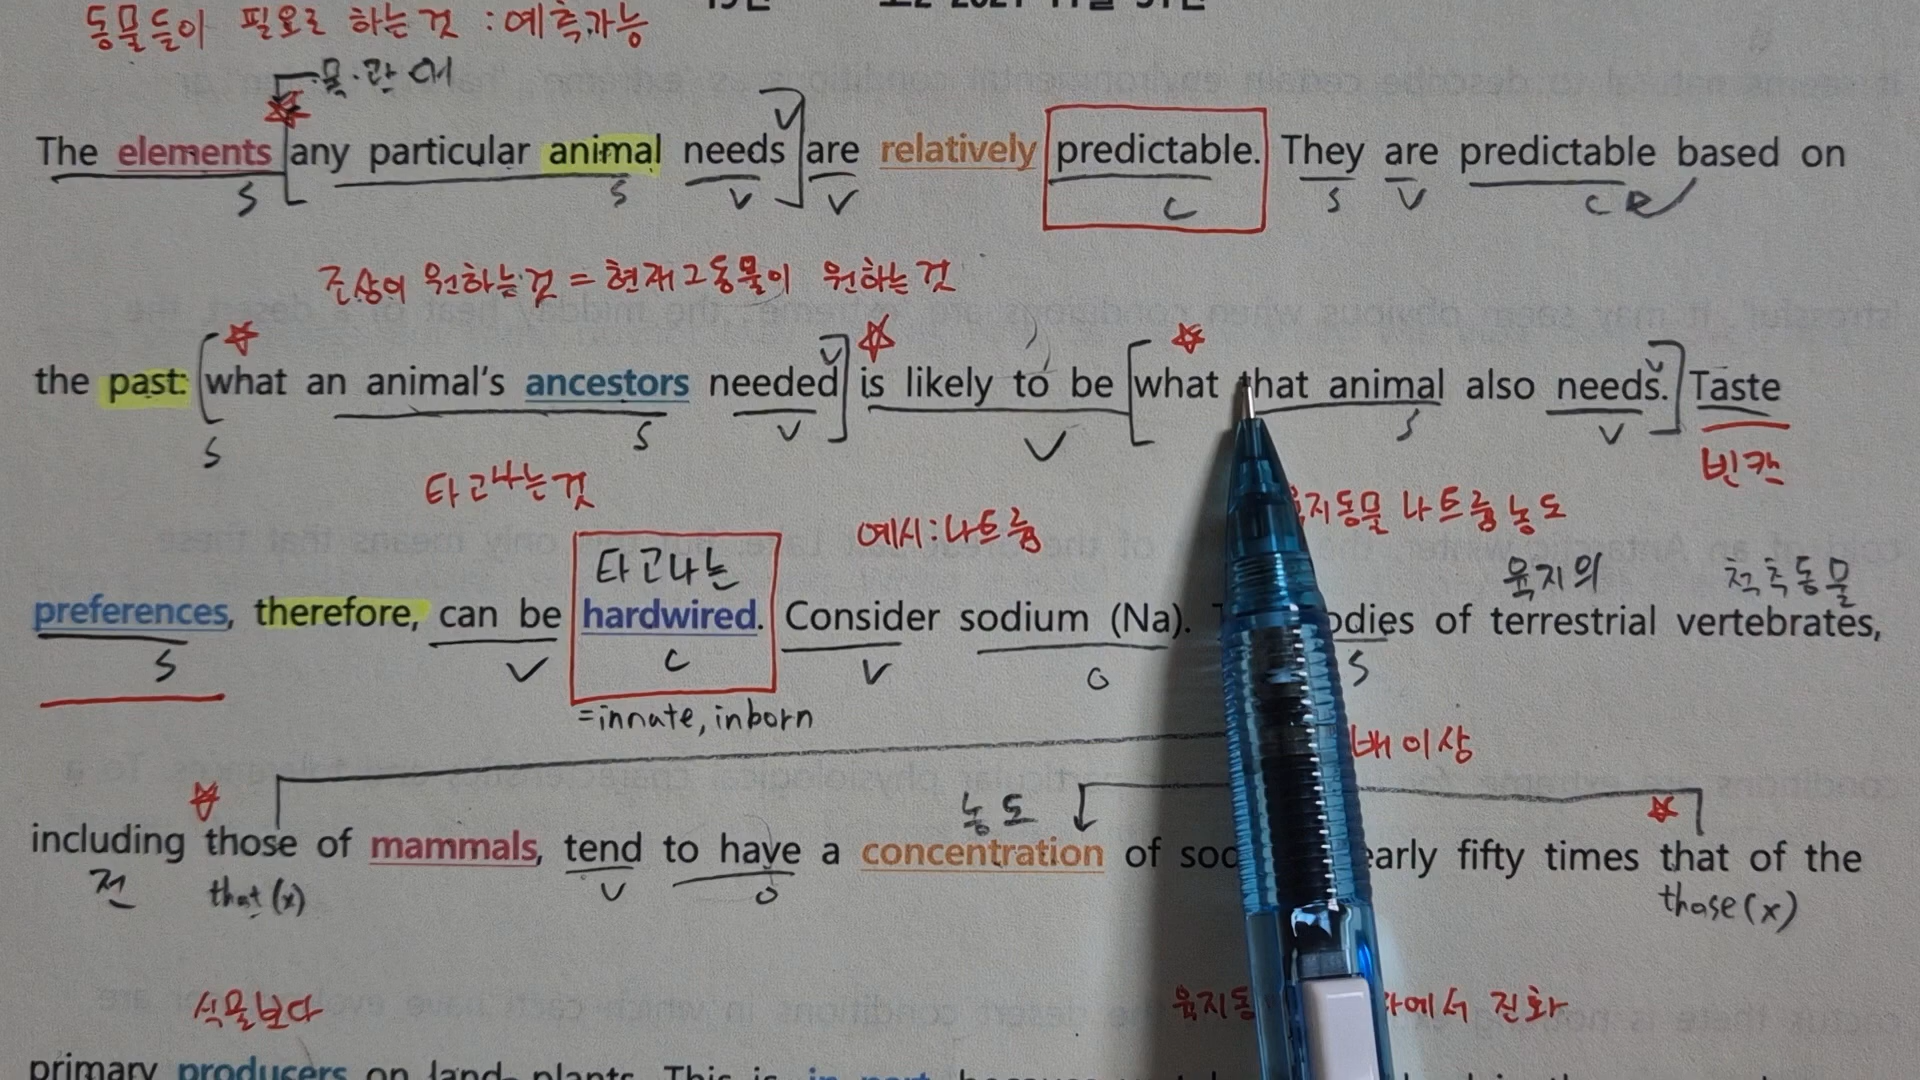 동물들이 필요로 하는 것 : 예측가능
목·관 에
The elements any particular animal needs are relatively predictable. They are predictable based on
S S V V V C S V C
조상이 원하는 것 = 현재 그 동물이 원하는 것
the past: what an animal's ancestors needed is likely to be what that animal also needs. Taste
S S V V V S V V 빈칸
타고나는 것 예시 : 나트륨 지동물 나트륨 농도
타고나는 육지의 척추동물
preferences, therefore, can be hardwired. Consider sodium (Na). odies of terrestrial vertebrates,
S V C V O S
=innate, inborn
배 이상
농도
including those of mammals, tend to have a concentration of early fifty times that of the
전 that (x) V O those (x)
식물보다 육지동 에서 진화
primary producers on land, plants. This is in part because